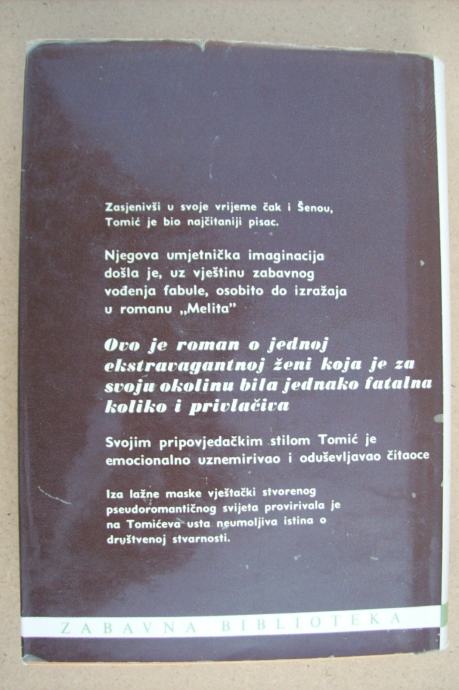 Zasjenivši u svoje vrijeme čak i Šenou,
Tomić je bio najčitaniji pisac.
Njegova umjetnička imaginacija
došla je, uz vještinu zabavnog
vođenja fabule, osobito do izražaja
u romanu „Melita”
Ovo je roman o jednoj
ekstravagantnoj ženi koja je za
svoju okolinu bila jednako fatalna
koliko i privlačiva
Svojim pripovjedačkim stilom Tomić je
emocionalno uznemirivao i oduševljavao čitaoce
Iza lažne maske vještački stvorenog
pseudoromantičnog svijeta provirivala je
na Tomićeva usta neumoljiva istina o
društvenoj stvarnosti.
ZABAVNA BIBLIOTEKA